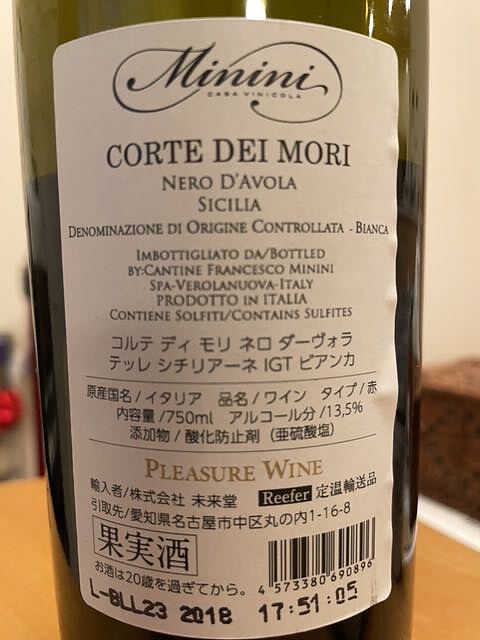 Minini
CASA VINICOLA
CORTE DEI MORI
NERO D'AVOLA
SICILIA
DENOMINAZIONE DI ORIGINE CONTROLLATA - BIANCA
IMBOTTIGLIATO DA/BOTTLED
BY:CANTINE FRANCESCO MININI
SPA-VEROLANUOVA-ITALY
PRODOTTO IN ITALIA
CONTIENE SOLFITI/CONTAINS SULFITES
コルテ ディ モリ ネロ ダーヴォラ
テッレ シチリアーネ IGT ビアンカ
原産国名/イタリア 品名/ワイン タイプ/赤
内容量/750ml アルコール分/13,5%
添加物/酸化防止剤(亜硫酸塩)
PLEASURE WINE
輸入者/株式会社 未来堂 Reefer 定温輸送品
引取先/愛知県名古屋市中区丸の内1-16-8
果実酒
お酒は20歳を過ぎてから。
4 573380 690896
L-BLL23 2018 17:51:05